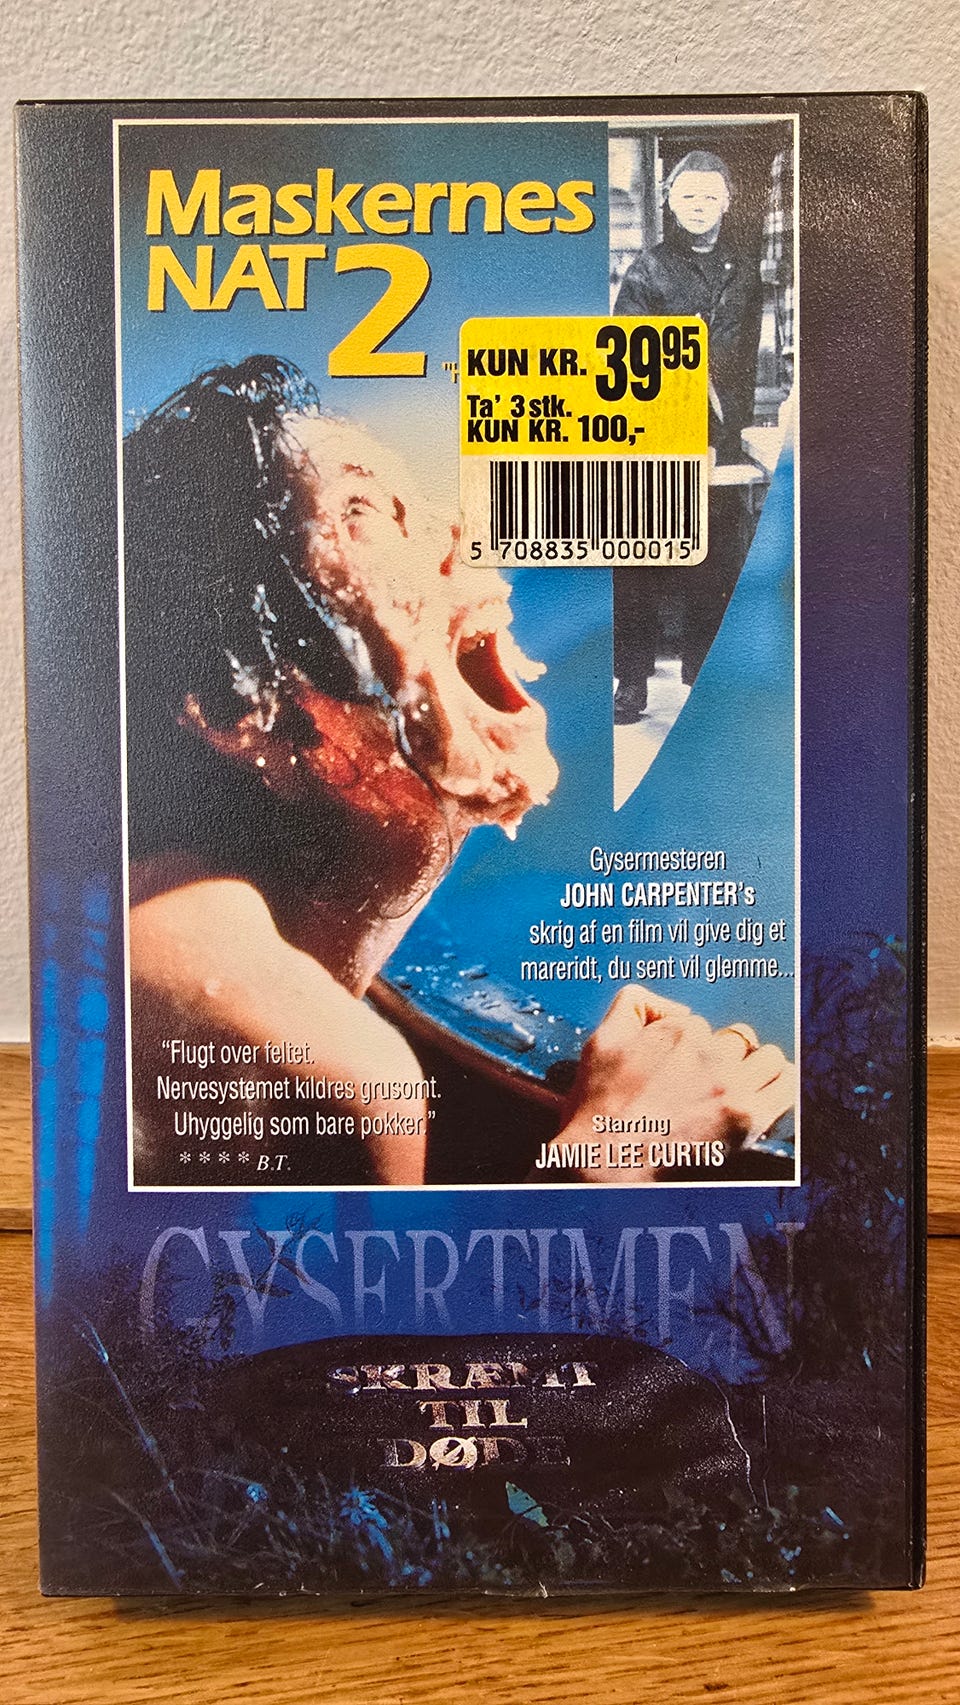 Maskernes
NAT 2
KUN KR. 39 95
Ta' 3 stk.
KUN KR. 100,-
5 708835 000015
Gysermesteren
JOHN CARPENTER's
skrig af en film vil give dig et
mareridt, du sent vil glemme...
"Flugt over feltet.
Nervesystemet kildres grusomt.
Uhyggelig som bare pokker."
**** B.T.
Starring
JAMIE LEE CURTIS
GYSERTIMEN
SKRÆMT
TIL
DØDE